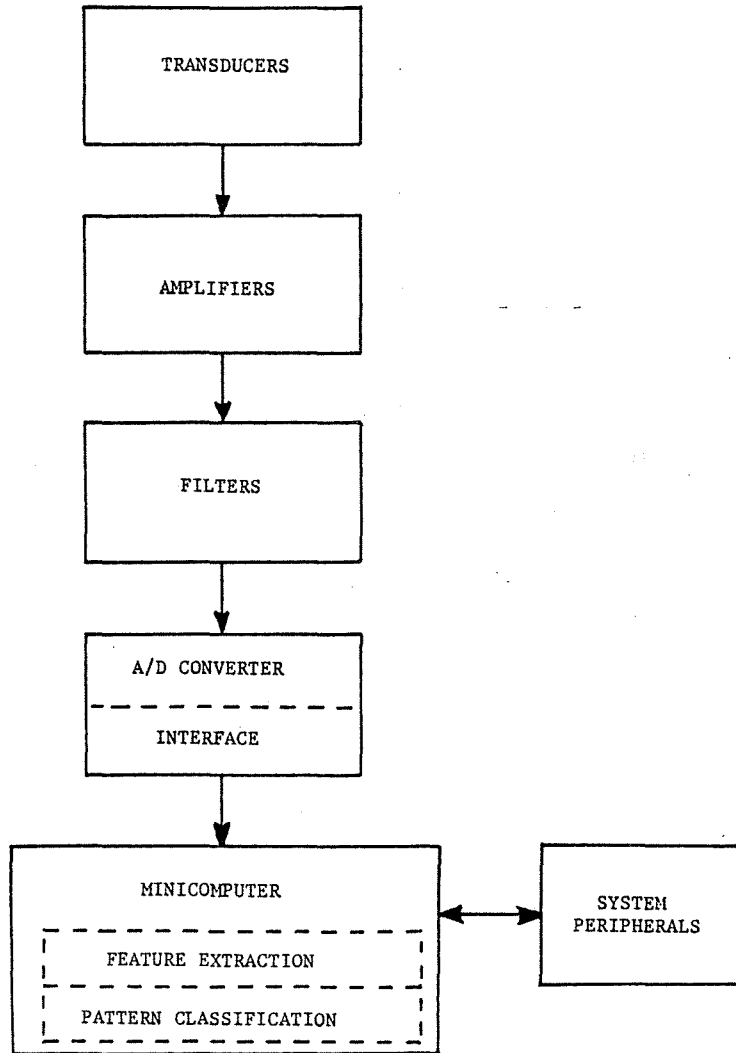 TRANSDUCERS
AMPLIFIERS
FILTERS
A/D CONVERTER
INTERFACE
MINICOMPUTER
FEATURE EXTRACTION
PATTERN CLASSIFICATION
SYSTEM
PERIPHERALS